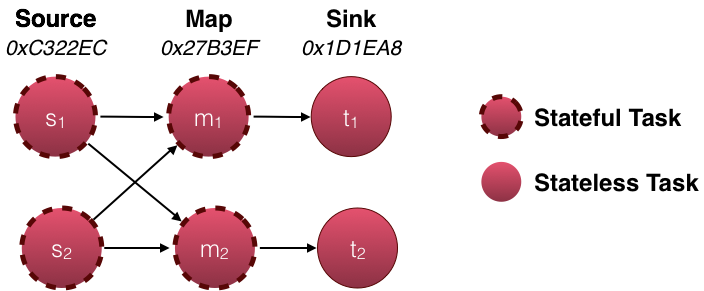 Source Map Sink
0xC322EC 0x27B3EF 0x1D1EA8
s1 m1 t1
Stateful Task
Stateless Task
s2 m2 t2